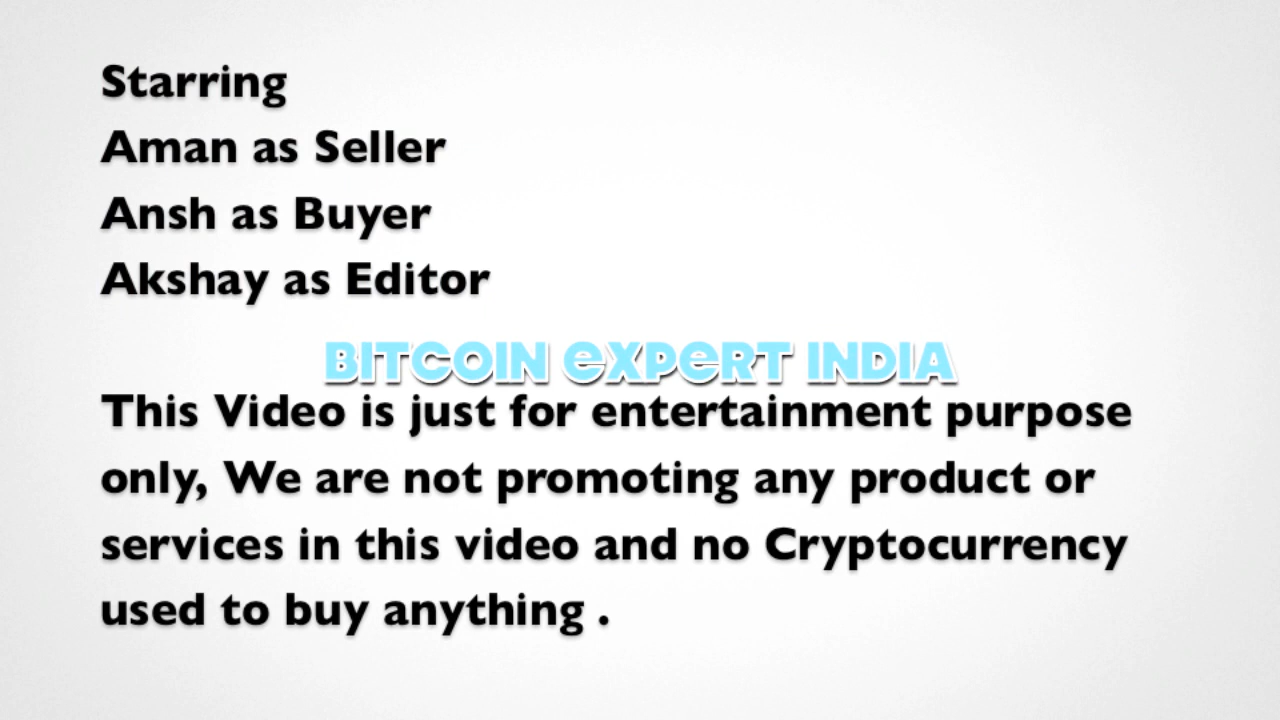 Starring
Aman as Seller
Ansh as Buyer
Akshay as Editor
BITCOIN eXPeRT INDIA
This Video is just for entertainment purpose
only, We are not promoting any product or
services in this video and no Cryptocurrency
used to buy anything .